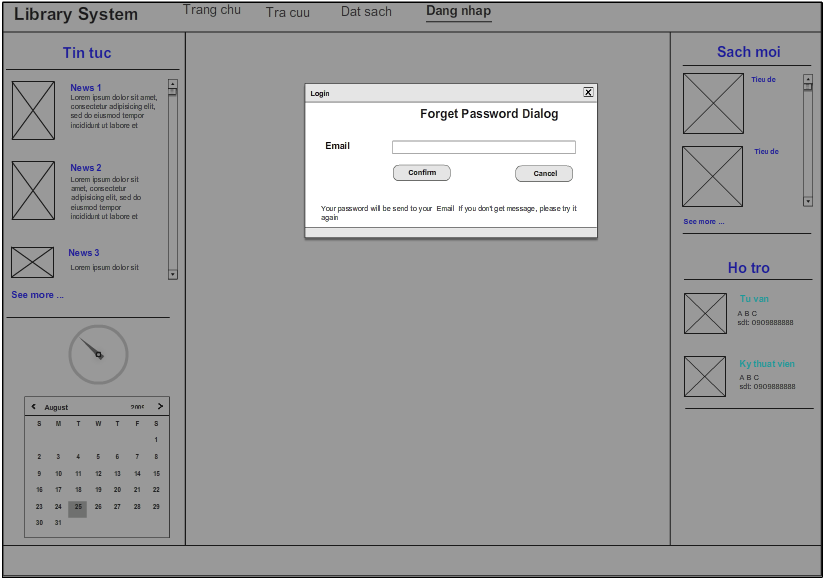 Library System
Trang chu
Tra cuu
Dat sach
Dang nhap
Tin tuc
News 1
Lorem ipsum dolor sit amet,
consectetur adipisicing elit,
sed do eiusmod tempor
incididunt ut labore et
News 2
Lorem ipsum dolor sit
amet, consectetur
adipisicing elit, sed do
eiusmod tempor
incididunt ut labore et
News 3
Lorem ipsum dolor sit
See more ...
August 2009
S M T W T F S
1
2 3 4 5 6 7 8
9 10 11 12 13 14 15
16 17 18 19 20 21 22
23 24 25 26 27 28 29
30 31
Login
X
Forget Password Dialog
Email
Confirm
Cancel
Your password will be send to your Email If you don't get message, please try it
again
Sach moi
Tieu de
Tieu de
See more ...
Ho tro
Tu van
A B C
sdt: 0909888888
Ky thuat vien
A B C
sdt: 0909888888